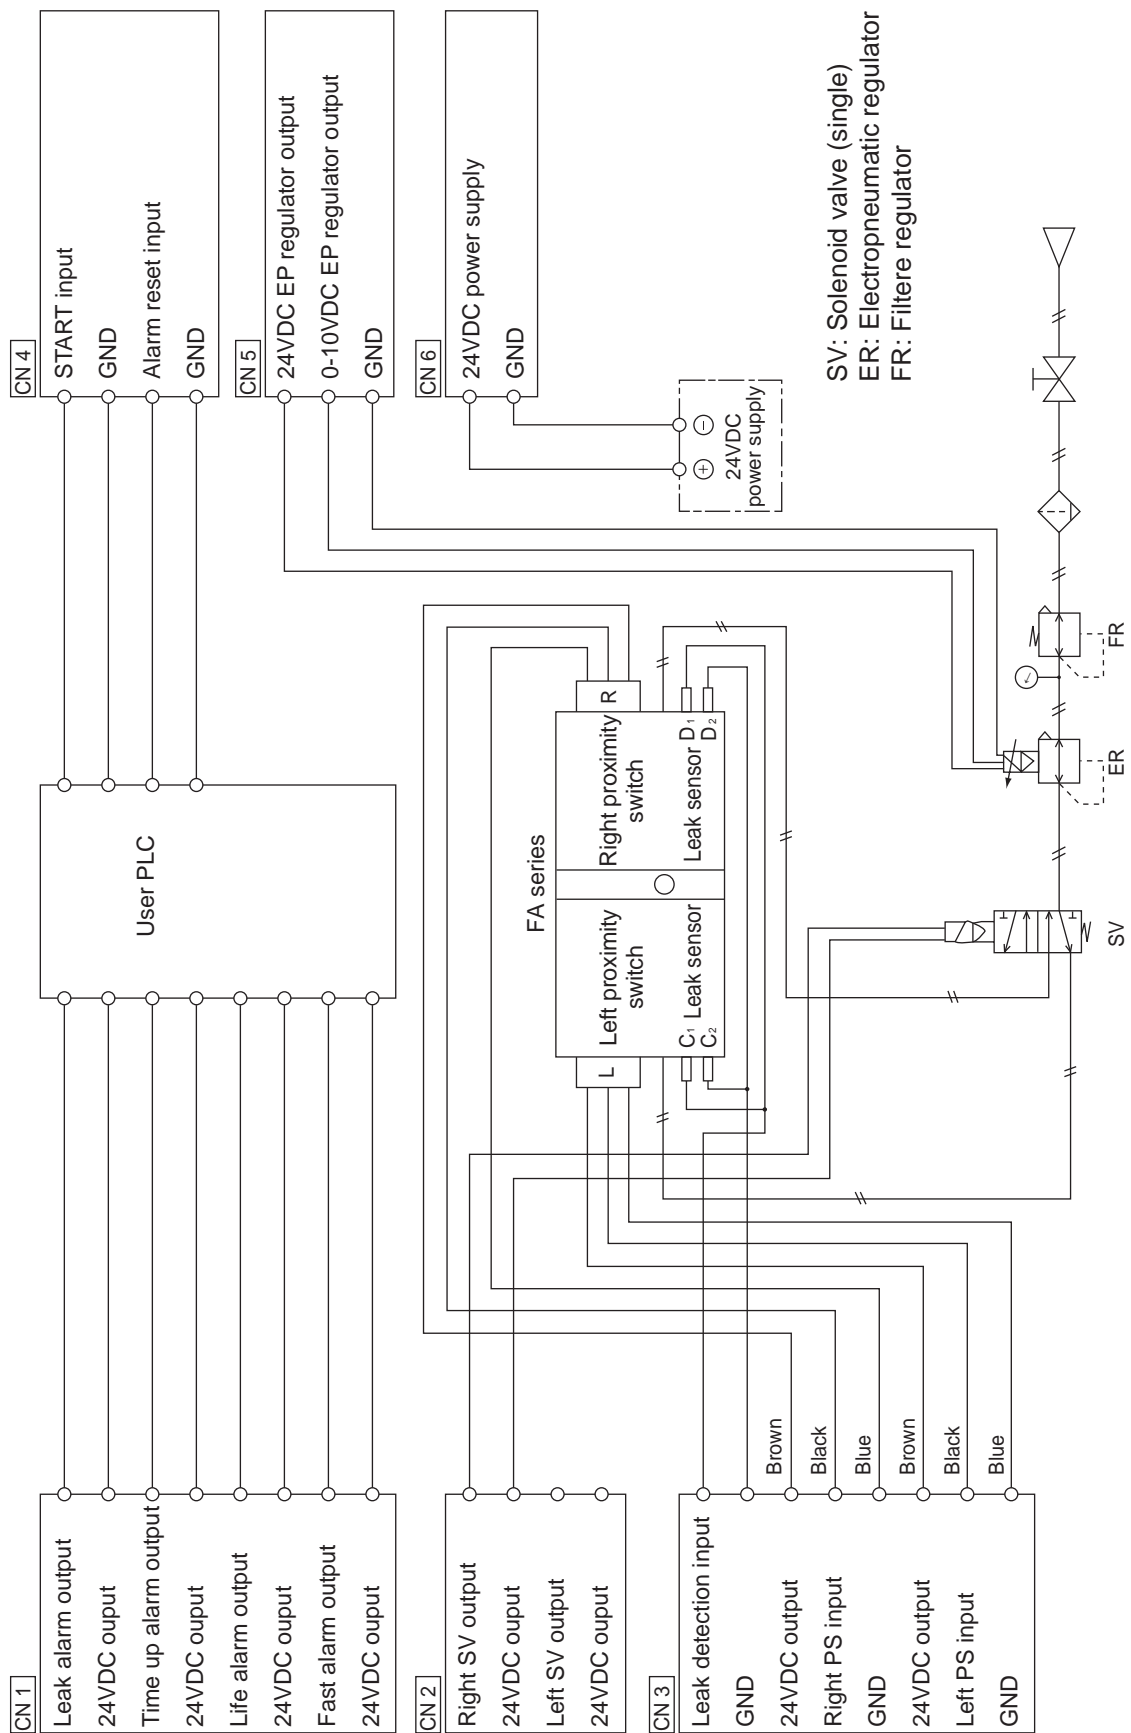 CN 1
Leak alarm output
24VDC ouput
Time up alarm output
24VDC ouput
Life alarm output
24VDC ouput
Fast alarm output
24VDC ouput
CN 2
Right SV output
24VDC ouput
Left SV output
24VDC ouput
CN 3
Leak detection input
GND
24VDC output
Right PS input
GND
24VDC output
Left PS input
GND
Brown
Black
Blue
Brown
Black
Blue
User PLC
FA series
L
Left proximity
switch
Right proximity
switch
R
C1
C2
Leak sensor
Leak sensor
D1
D2
CN 4
START input
GND
Alarm reset input
GND
CN 5
24VDC EP regulator output
0-10VDC EP regulator output
GND
CN 6
24VDC power supply
GND
+
−
24VDC
power supply
SV: Solenoid valve (single)
ER: Electropneumatic regulator
FR: Filtere regulator
SV
ER
FR